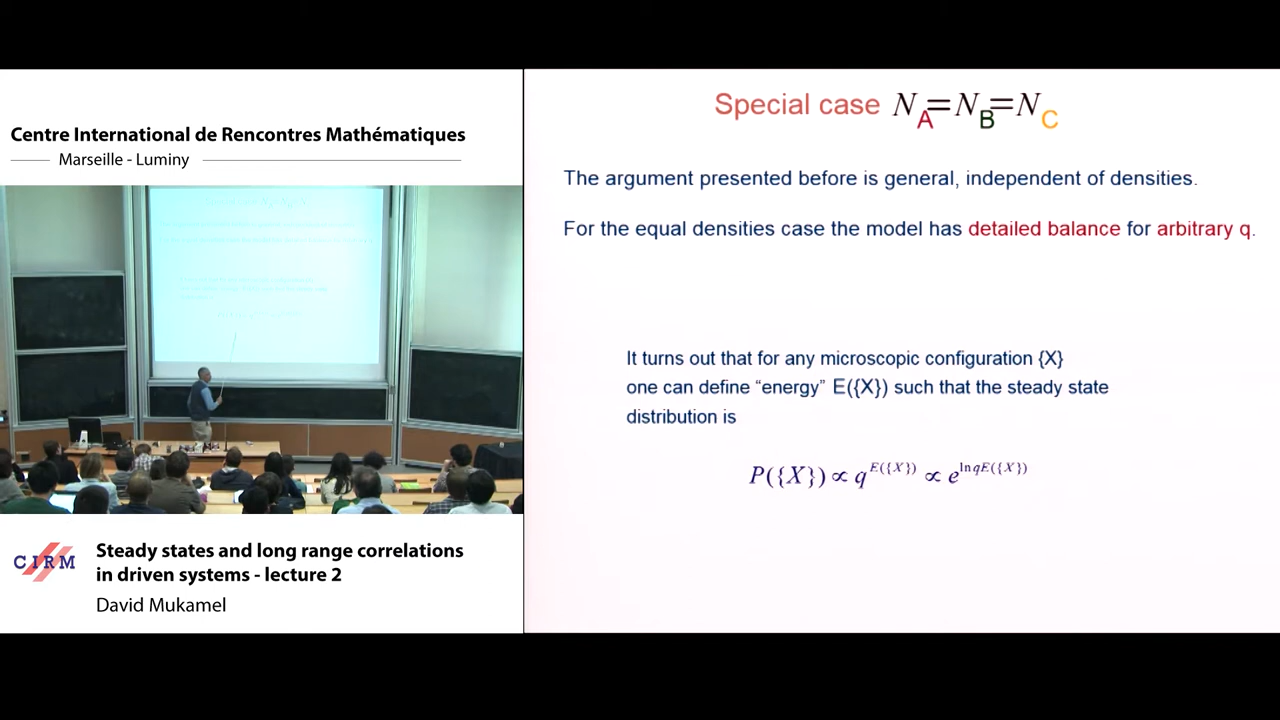 Centre International de Rencontres Mathématiques
Marseille - Luminy
CIRM
Steady states and long range correlations
in driven systems - lecture 2
David Mukamel
Special case N_A=N_B=N_C
The argument presented before is general, independent of densities.
For the equal densities case the model has detailed balance for arbitrary q.
It turns out that for any microscopic configuration {X}
one can define “energy” E({X}) such that the steady state
distribution is
P({X}) ∝ q^{E({X})} ∝ e^{ln qE({X})}